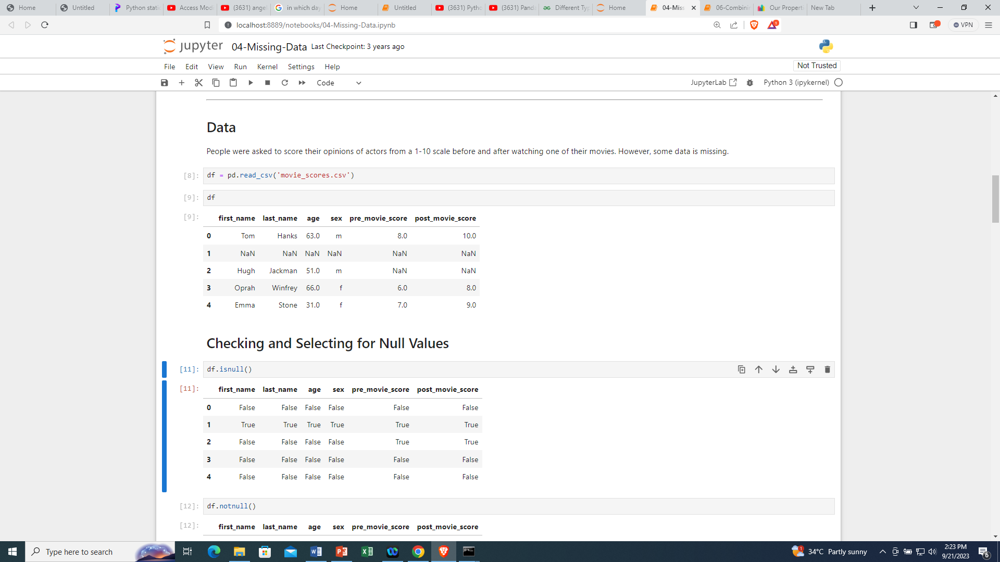 Home
Untitled
Python stati
Access Mod
(3631) angel
in which day
Home
Untitled
(3631) Pytho
(3631) Panda
Different Typ
Home
04-Miss
06-Combinin
Our Properti
New Tab
localhost:8889/notebooks/04-Missing-Data.ipynb
1
VPN
jupyter 04-Missing-Data Last Checkpoint: 3 years ago
File Edit View Run Kernel Settings Help
Not Trusted
Code
JupyterLab
Python 3 (ipykernel)
Data
People were asked to score their opinions of actors from a 1-10 scale before and after watching one of their movies. However, some data is missing.
[8]: df = pd.read_csv('movie_scores.csv')
[9]: df
[9]: first_name last_name age sex pre_movie_score post_movie_score
0 Tom Hanks 63.0 m 8.0 10.0
1 NaN NaN NaN NaN NaN NaN
2 Hugh Jackman 51.0 m NaN NaN
3 Oprah Winfrey 66.0 f 6.0 8.0
4 Emma Stone 31.0 f 7.0 9.0
Checking and Selecting for Null Values
[11]: df.isnull()
[11]: first_name last_name age sex pre_movie_score post_movie_score
0 False False False False False False
1 True True True True True True
2 False False False False True True
3 False False False False False False
4 False False False False False False
[12]: df.notnull()
[12]: first_name last_name age sex pre_movie_score post_movie_score
Type here to search
1
34°C Partly sunny
2:23 PM
9/21/2023
6